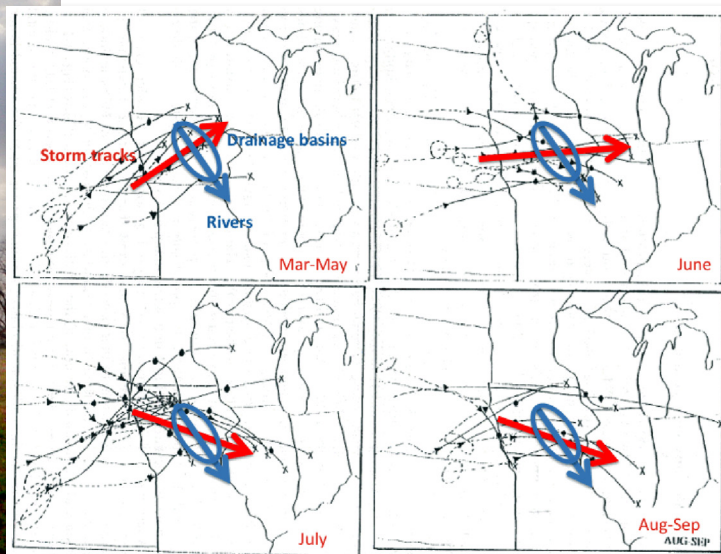 Storm tracks
Drainage basins
Rivers
Mar-May
June
July
Aug-Sep
AUG-SEP